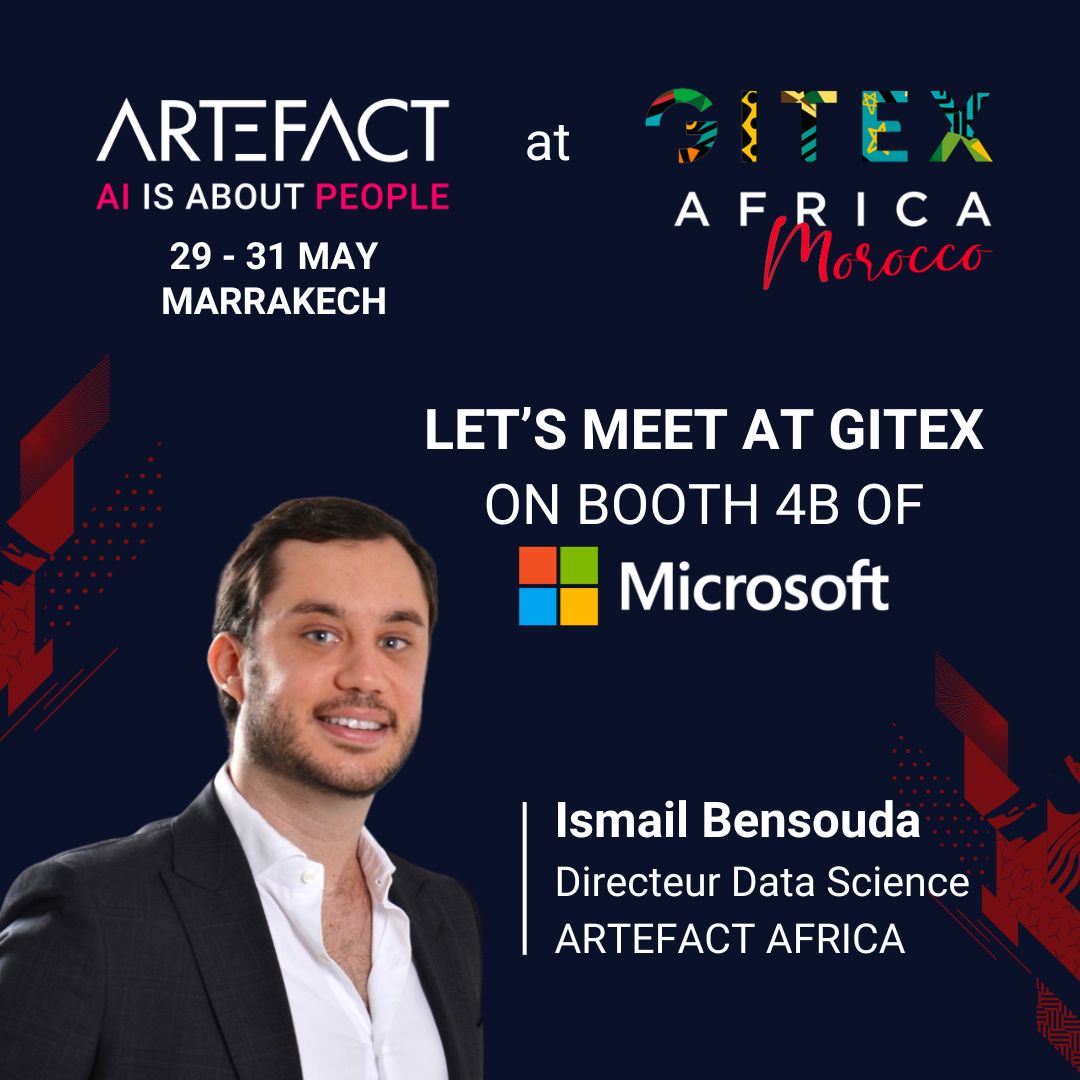 ARTEFACT
AI IS ABOUT PEOPLE
29 - 31 MAY
MARRAKECH
at
GITEX
AFRICA
Morocco
LET’S MEET AT GITEX
ON BOOTH 4B OF
Microsoft
Ismail Bensouda
Directeur Data Science
ARTEFACT AFRICA